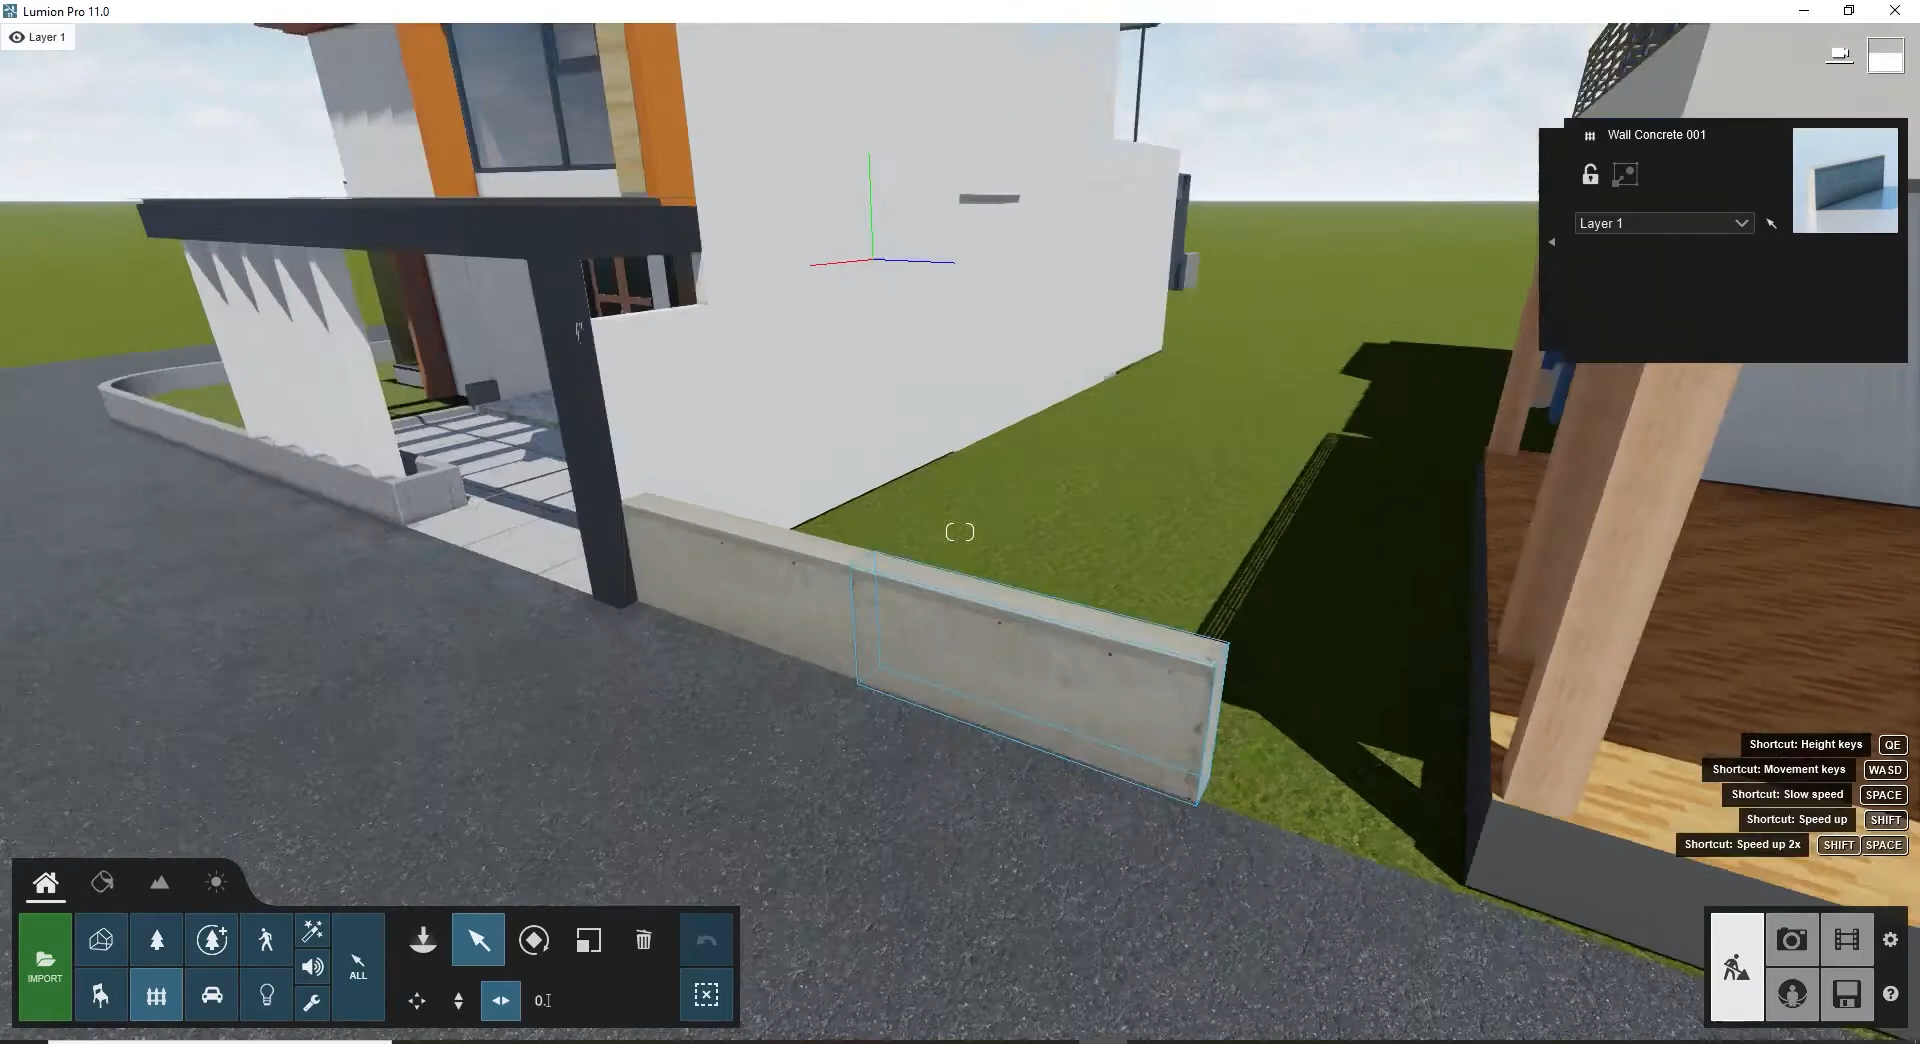 Lumion Pro 11.0
Layer 1
Wall Concrete 001
Layer 1
Shortcut: Height keys QE
Shortcut: Movement keys WASD
Shortcut: Slow speed SPACE
Shortcut: Speed up SHIFT
Shortcut: Speed up 2x SHIFT SPACE
IMPORT
ALL
0.
?